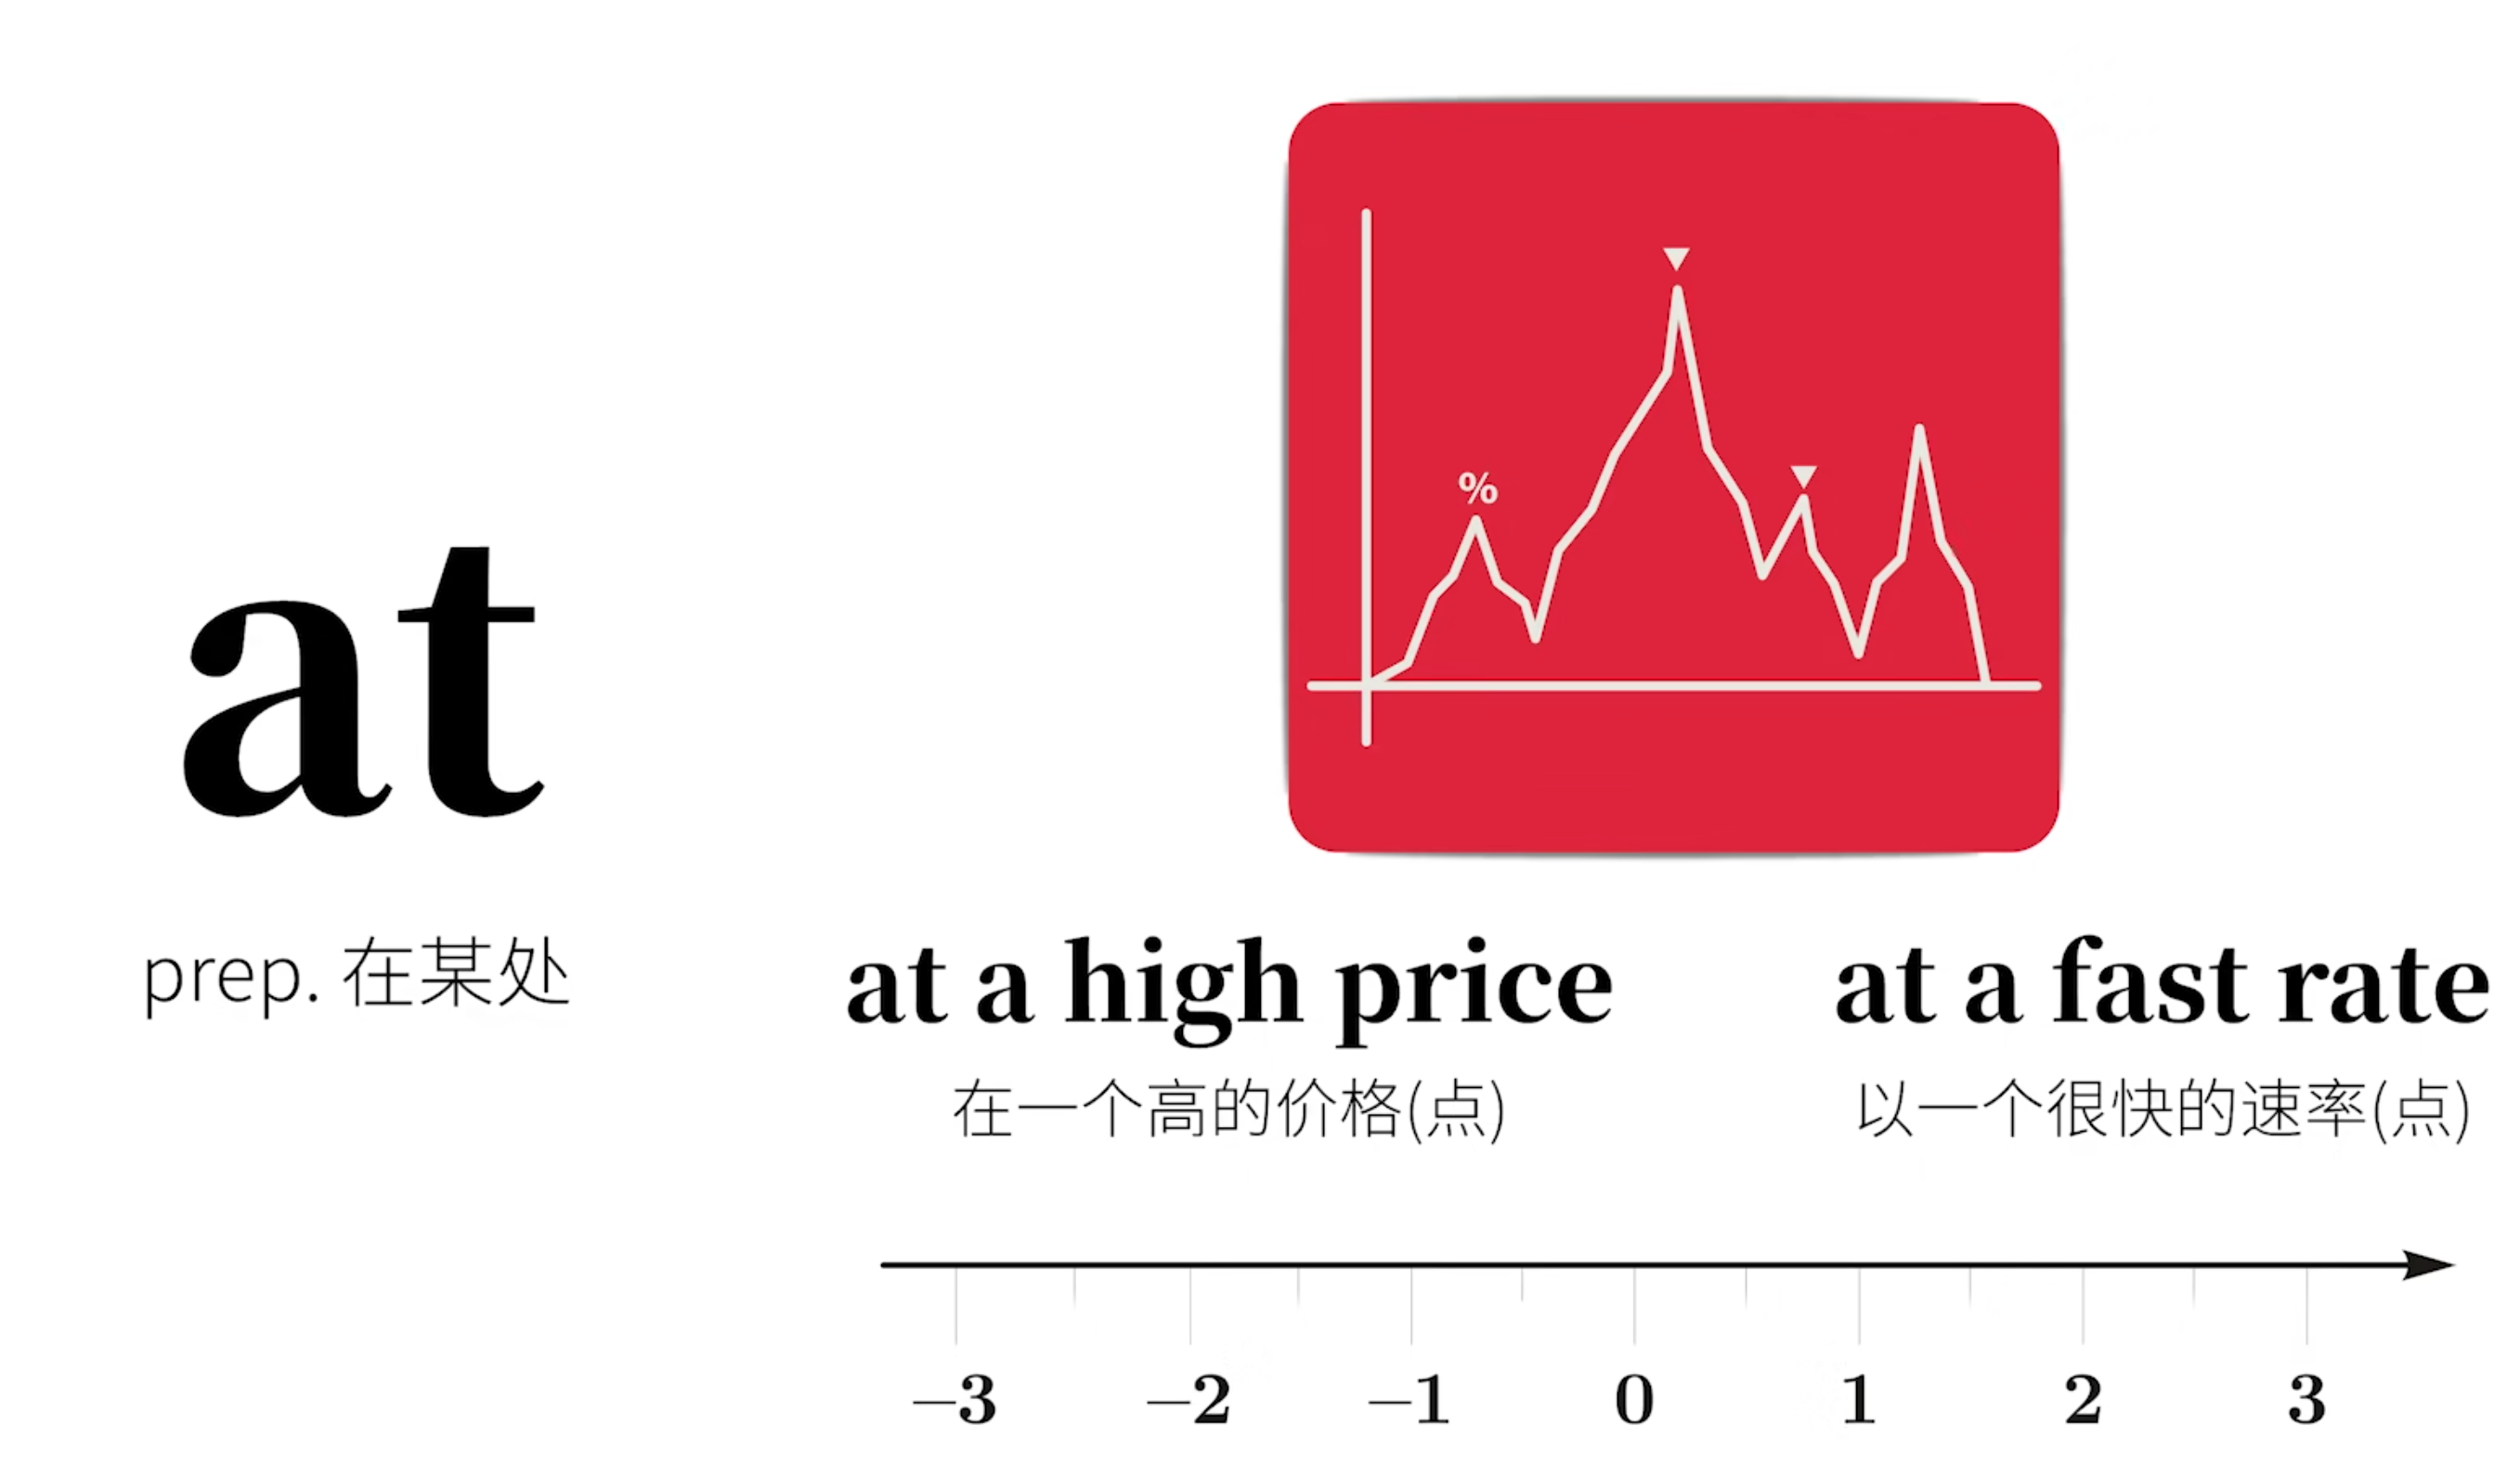 %
at
prep. 在某处
at a high price
在一个高的价格(点)
at a fast rate
以一个很快的速率(点)
–3 –2 –1 0 1 2 3